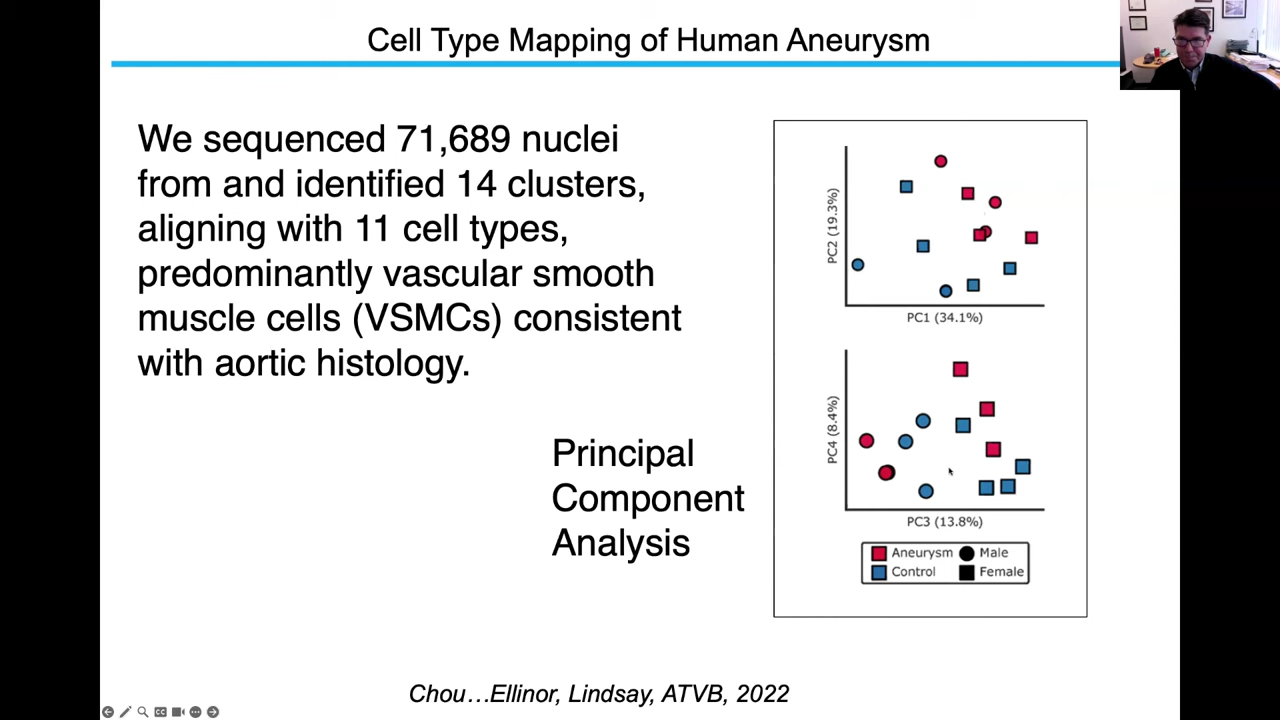 Cell Type Mapping of Human Aneurysm
We sequenced 71,689 nuclei
from and identified 14 clusters,
aligning with 11 cell types,
predominantly vascular smooth
muscle cells (VSMCs) consistent
with aortic histology.
Principal
Component
Analysis
PC2 (19.3%)
PC1 (34.1%)
PC4 (8.4%)
PC3 (13.8%)
Aneurysm Male
Control Female
Chou…Ellinor, Lindsay, ATVB, 2022